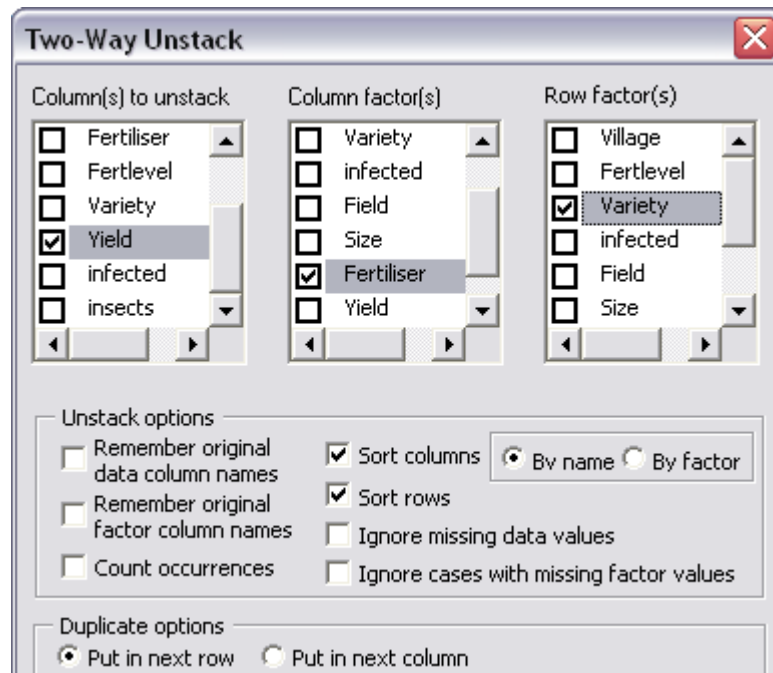 Two-Way Unstack
Column(s) to unstack
Fertiliser
Fertlevel
Variety
Yield
infected
insects
Column factor(s)
Variety
infected
Field
Size
Fertiliser
Yield
Row factor(s)
Village
Fertlevel
Variety
infected
Field
Size
Unstack options
Remember original
data column names
Remember original
factor column names
Count occurrences
Sort columns
By name
By factor
Sort rows
Ignore missing data values
Ignore cases with missing factor values
Duplicate options
Put in next row
Put in next column